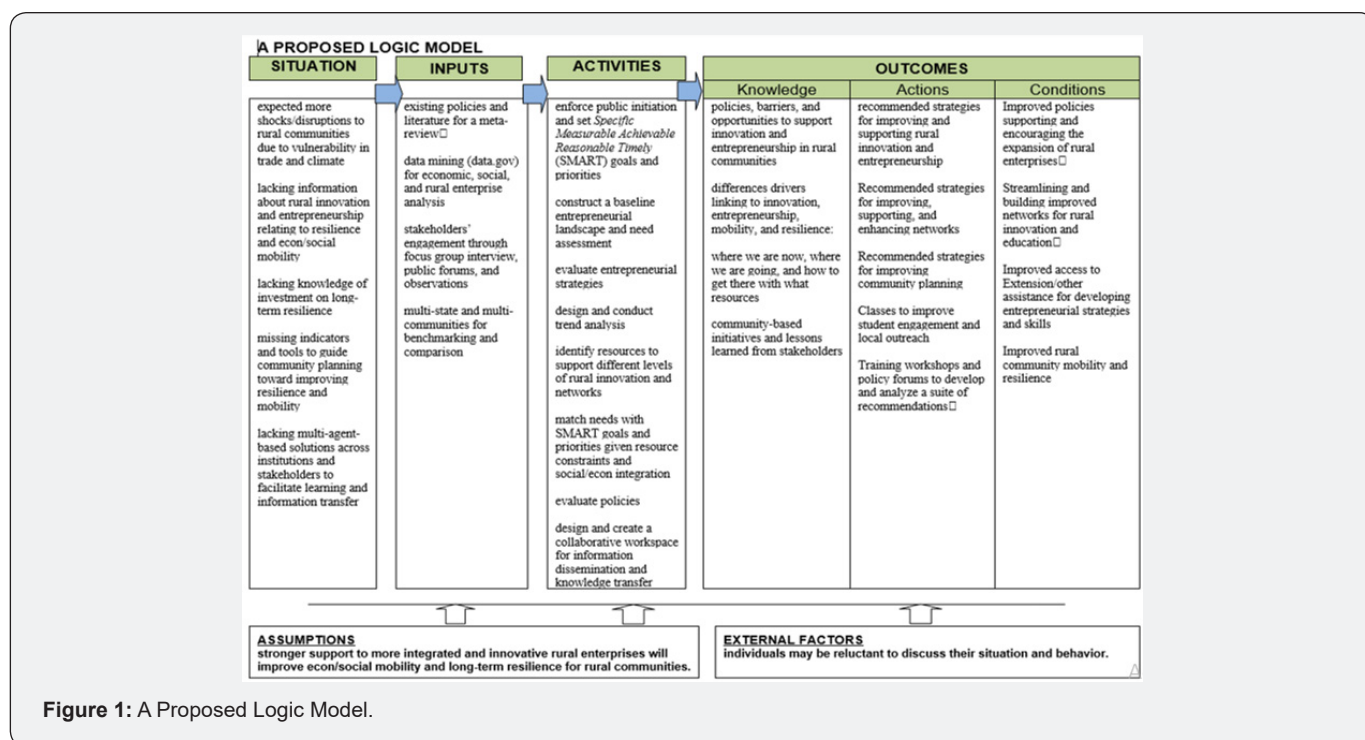 A PROPOSED LOGIC MODEL
SITUATION
expected more
shocks/disruptions to
rural communities
due to vulnerability in
trade and climate
lacking information
about rural innovation
and entrepreneurship
relating to resilience
and econ/social
mobility
lacking knowledge of
investment on long-
term resilience
missing indicators
and tools to guide
community planning
toward improving
resilience and
mobility
lacking multi-agent-
based solutions across
institutions and
stakeholders to
facilitate learning and
information transfer
INPUTS
existing policies and
literature for a meta-
review□
data mining (data.gov)
for economic, social,
and rural enterprise
analysis
stakeholders'
engagement through
focus group interview,
public forums, and
observations
multi-state and multi-
communities for
benchmarking and
comparison
ACTIVITIES
enforce public initiation
and set Specific
Measurable Achievable
Reasonable Timely
(SMART) goals and
priorities
construct a baseline
entrepreneurial
landscape and need
assessment
evaluate entrepreneurial
strategies
design and conduct
trend analysis
identify resources to
support different levels
of rural innovation and
networks
match needs with
SMART goals and
priorities given resource
constraints and
social/econ integration
evaluate policies
design and create a
collaborative workspace
for information
dissemination and
knowledge transfer
OUTCOMES
Knowledge
policies, barriers, and
opportunities to support
innovation and
entrepreneurship in rural
communities
differences drivers
linking to innovation,
entrepreneurship,
mobility, and resilience:
where we are now, where
we are going, and how to
get there with what
resources
community-based
initiatives and lessons
learned from stakeholders
Actions
recommended strategies
for improving and
supporting rural
innovation and
entrepreneurship
Recommended strategies
for improving,
supporting, and
enhancing networks
Recommended strategies
for improving
community planning
Classes to improve
student engagement and
local outreach
Training workshops and
policy forums to develop
and analyze a suite of
recommendations□
Conditions
Improved policies
supporting and
encouraging the
expansion of rural
enterprises□
Streamlining and
building improved
networks for rural
innovation and
education□
Improved access to
Extension/other
assistance for developing
entrepreneurial strategies
and skills
Improved rural
community mobility and
resilience
ASSUMPTIONS
stronger support to more integrated and innovative rural enterprises will
improve econ/social mobility and long-term resilience for rural communities.
EXTERNAL FACTORS
individuals may be reluctant to discuss their situation and behavior.
A
Figure 1: A Proposed Logic Model.